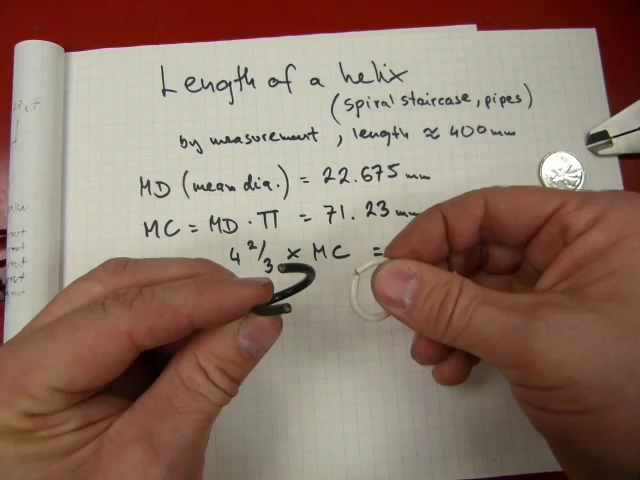 Length of a helix
(spiral staircase, pipes)
by measurement, length ≈ 400 mm
MD (mean dia.) = 22.675 mm
MC = MD · π = 71.23 mm
4 2/3 × MC =